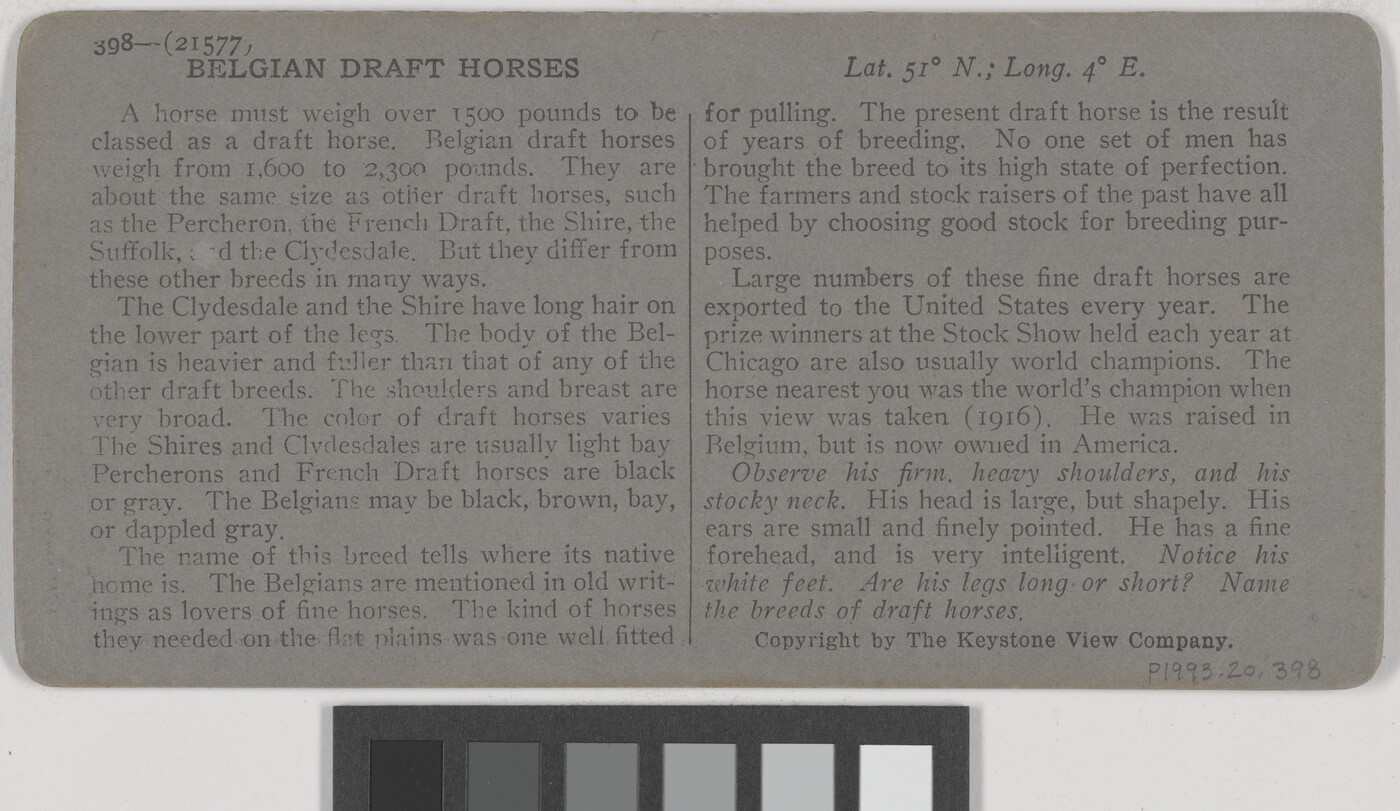 398—(21577)
BELGIAN DRAFT HORSES
Lat. 51° N.; Long. 4° E.
A horse must weigh over 1500 pounds to be
classed as a draft horse. Belgian draft horses
weigh from 1,600 to 2,300 pounds. They are
about the same size as other draft horses, such
as the Percheron, the French Draft, the Shire, the
Suffolk, and the Clydesdale. But they differ from
these other breeds in many ways.
The Clydesdale and the Shire have long hair on
the lower part of the legs. The body of the Bel-
gian is heavier and fuller than that of any of the
other draft breeds. The shoulders and breast are
very broad. The color of draft horses varies
The Shires and Clydesdales are usually light bay
Percherons and French Draft horses are black
or gray. The Belgians may be black, brown, bay,
or dappled gray.
The name of this breed tells where its native
home is. The Belgians are mentioned in old writ-
ings as lovers of fine horses. The kind of horses
they needed on the flat plains was one well fitted
for pulling. The present draft horse is the result
of years of breeding. No one set of men has
brought the breed to its high state of perfection.
The farmers and stock raisers of the past have all
helped by choosing good stock for breeding pur-
poses.
Large numbers of these fine draft horses are
exported to the United States every year. The
prize winners at the Stock Show held each year at
Chicago are also usually world champions. The
horse nearest you was the world's champion when
this view was taken (1916). He was raised in
Belgium, but is now owned in America.
Observe his firm, heavy shoulders, and his
stocky neck. His head is large, but shapely. His
ears are small and finely pointed. He has a fine
forehead, and is very intelligent. Notice his
white feet. Are his legs long or short? Name
the breeds of draft horses.
Copyright by The Keystone View Company.
P1993.20.398